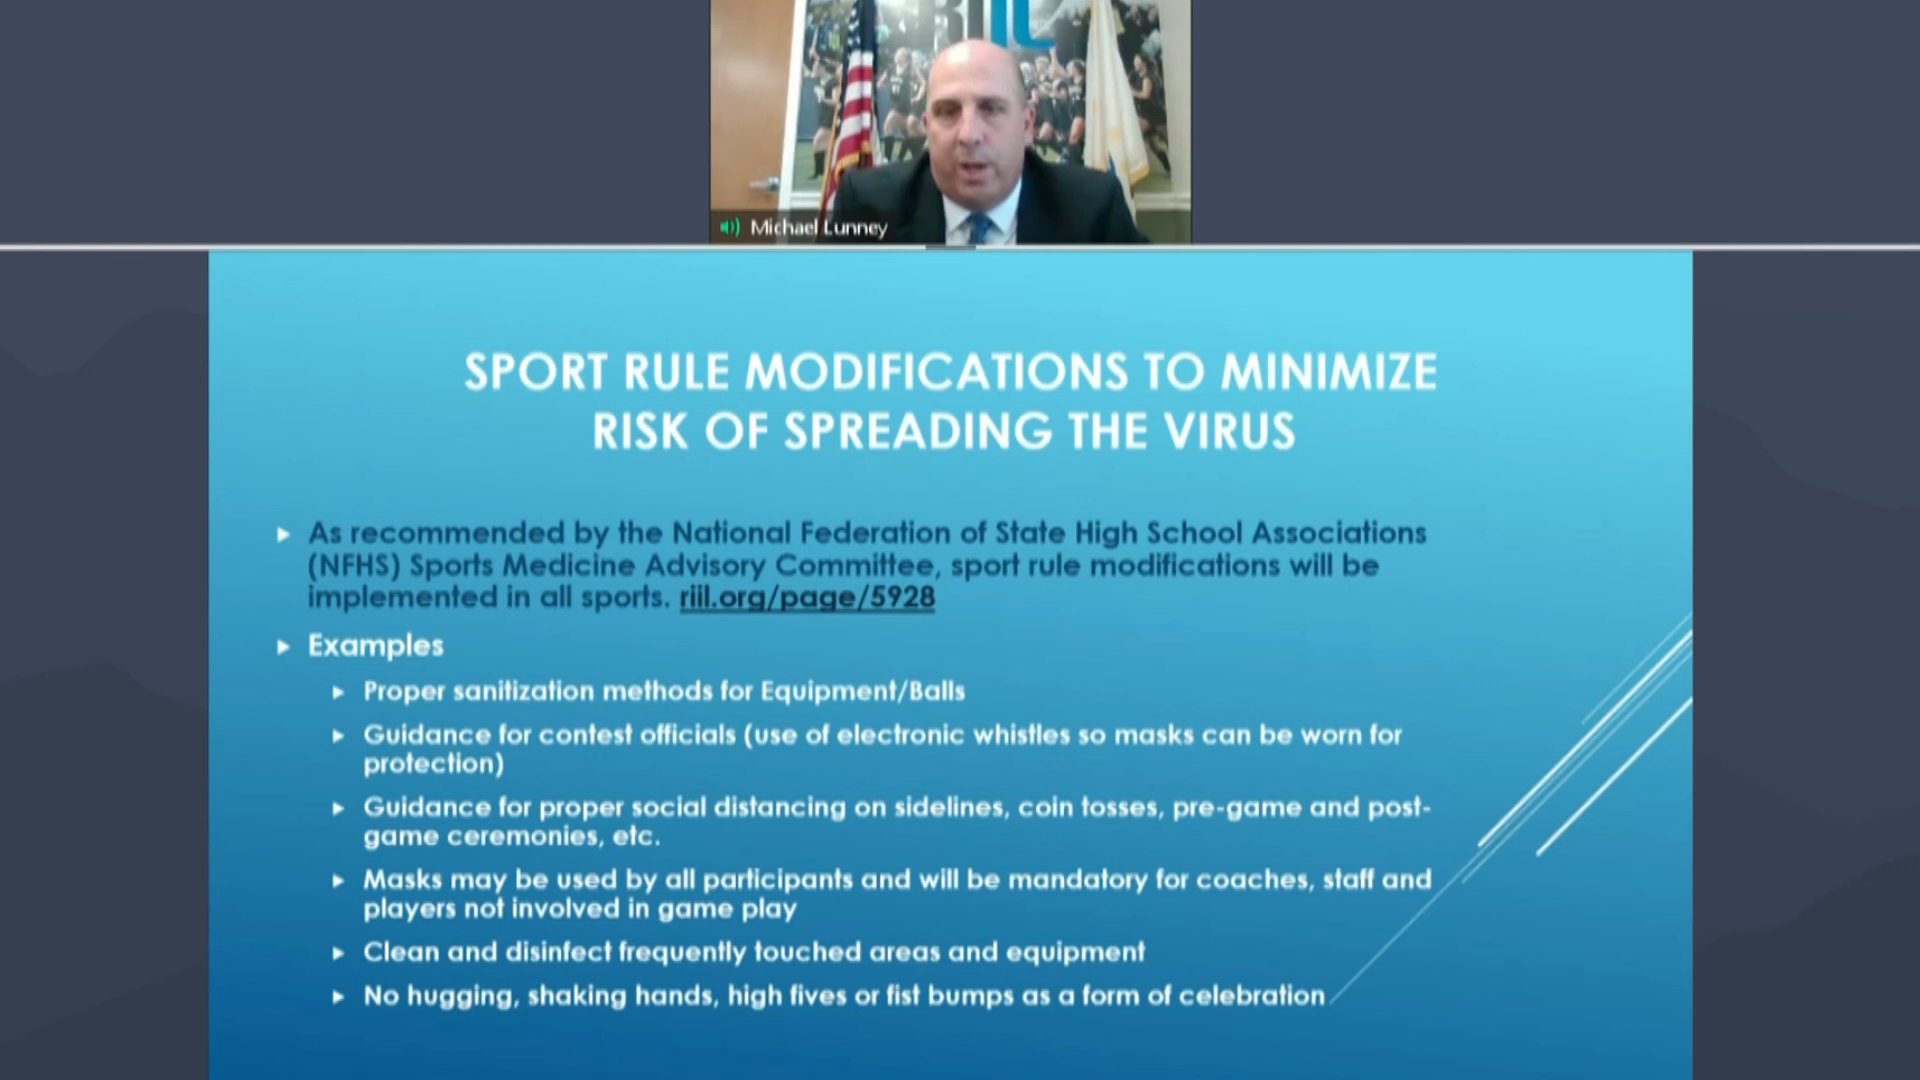 Michael Lunney
SPORT RULE MODIFICATIONS TO MINIMIZE
RISK OF SPREADING THE VIRUS
As recommended by the National Federation of State High School Associations
(NFHS) Sports Medicine Advisory Committee, sport rule modifications will be
implemented in all sports. riil.org/page/5928
Examples
Proper sanitization methods for Equipment/Balls
Guidance for contest officials (use of electronic whistles so masks can be worn for
protection)
Guidance for proper social distancing on sidelines, coin tosses, pre-game and post-
game ceremonies, etc.
Masks may be used by all participants and will be mandatory for coaches, staff and
players not involved in game play
Clean and disinfect frequently touched areas and equipment
No hugging, shaking hands, high fives or fist bumps as a form of celebration